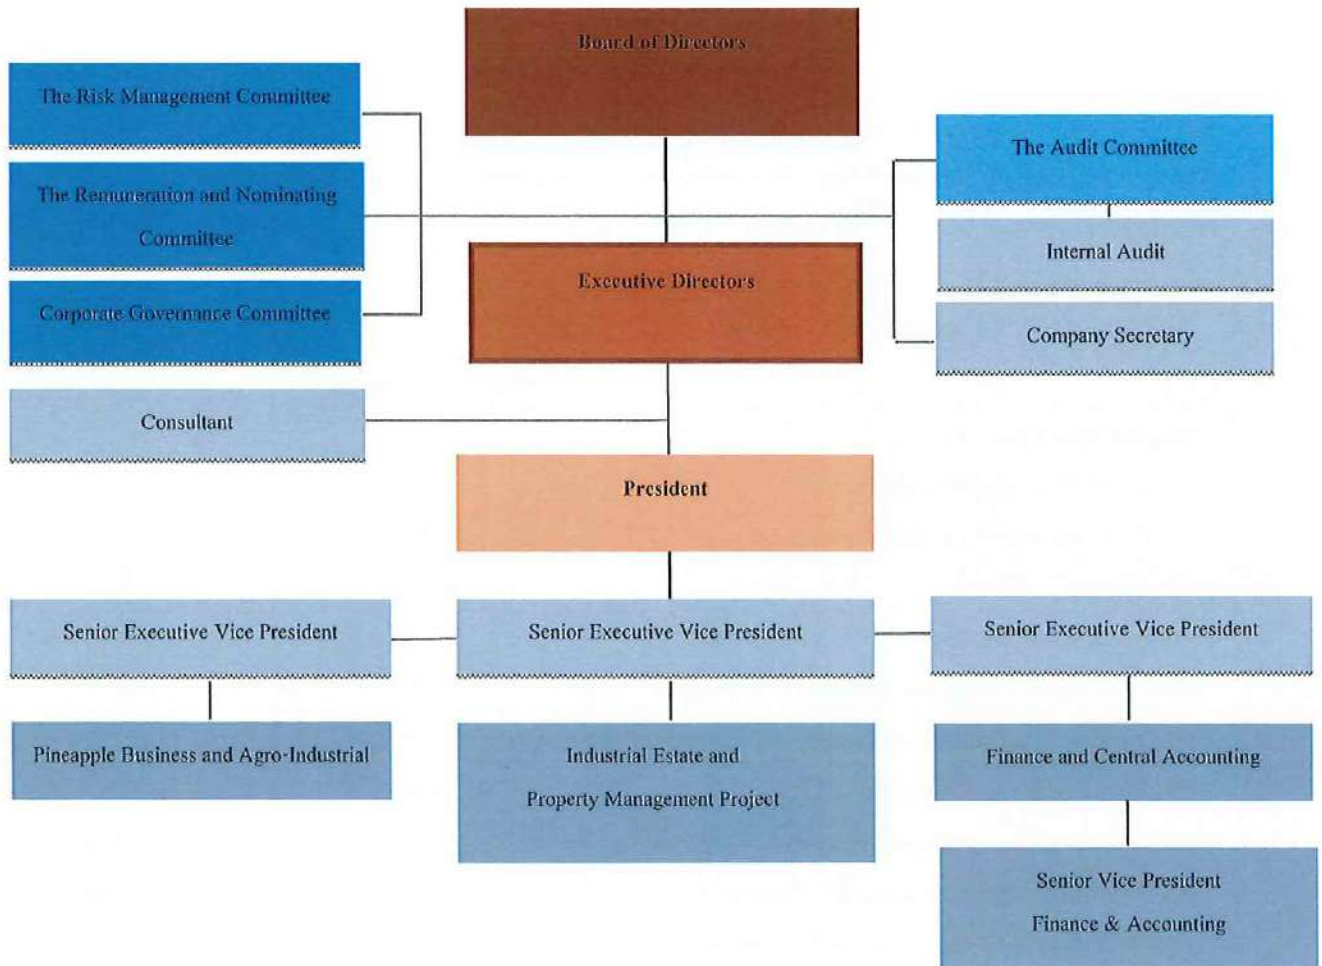 Board of Directors
The Risk Management Committee
The Remuneration and Nominating
Committee
Corporate Governance Committee
The Audit Committee
Internal Audit
Company Secretary
Executive Directors
Consultant
President
Senior Executive Vice President
Pineapple Business and Agro-Industrial
Senior Executive Vice President
Industrial Estate and
Property Management Project
Senior Executive Vice President
Finance and Central Accounting
Senior Vice President
Finance & Accounting